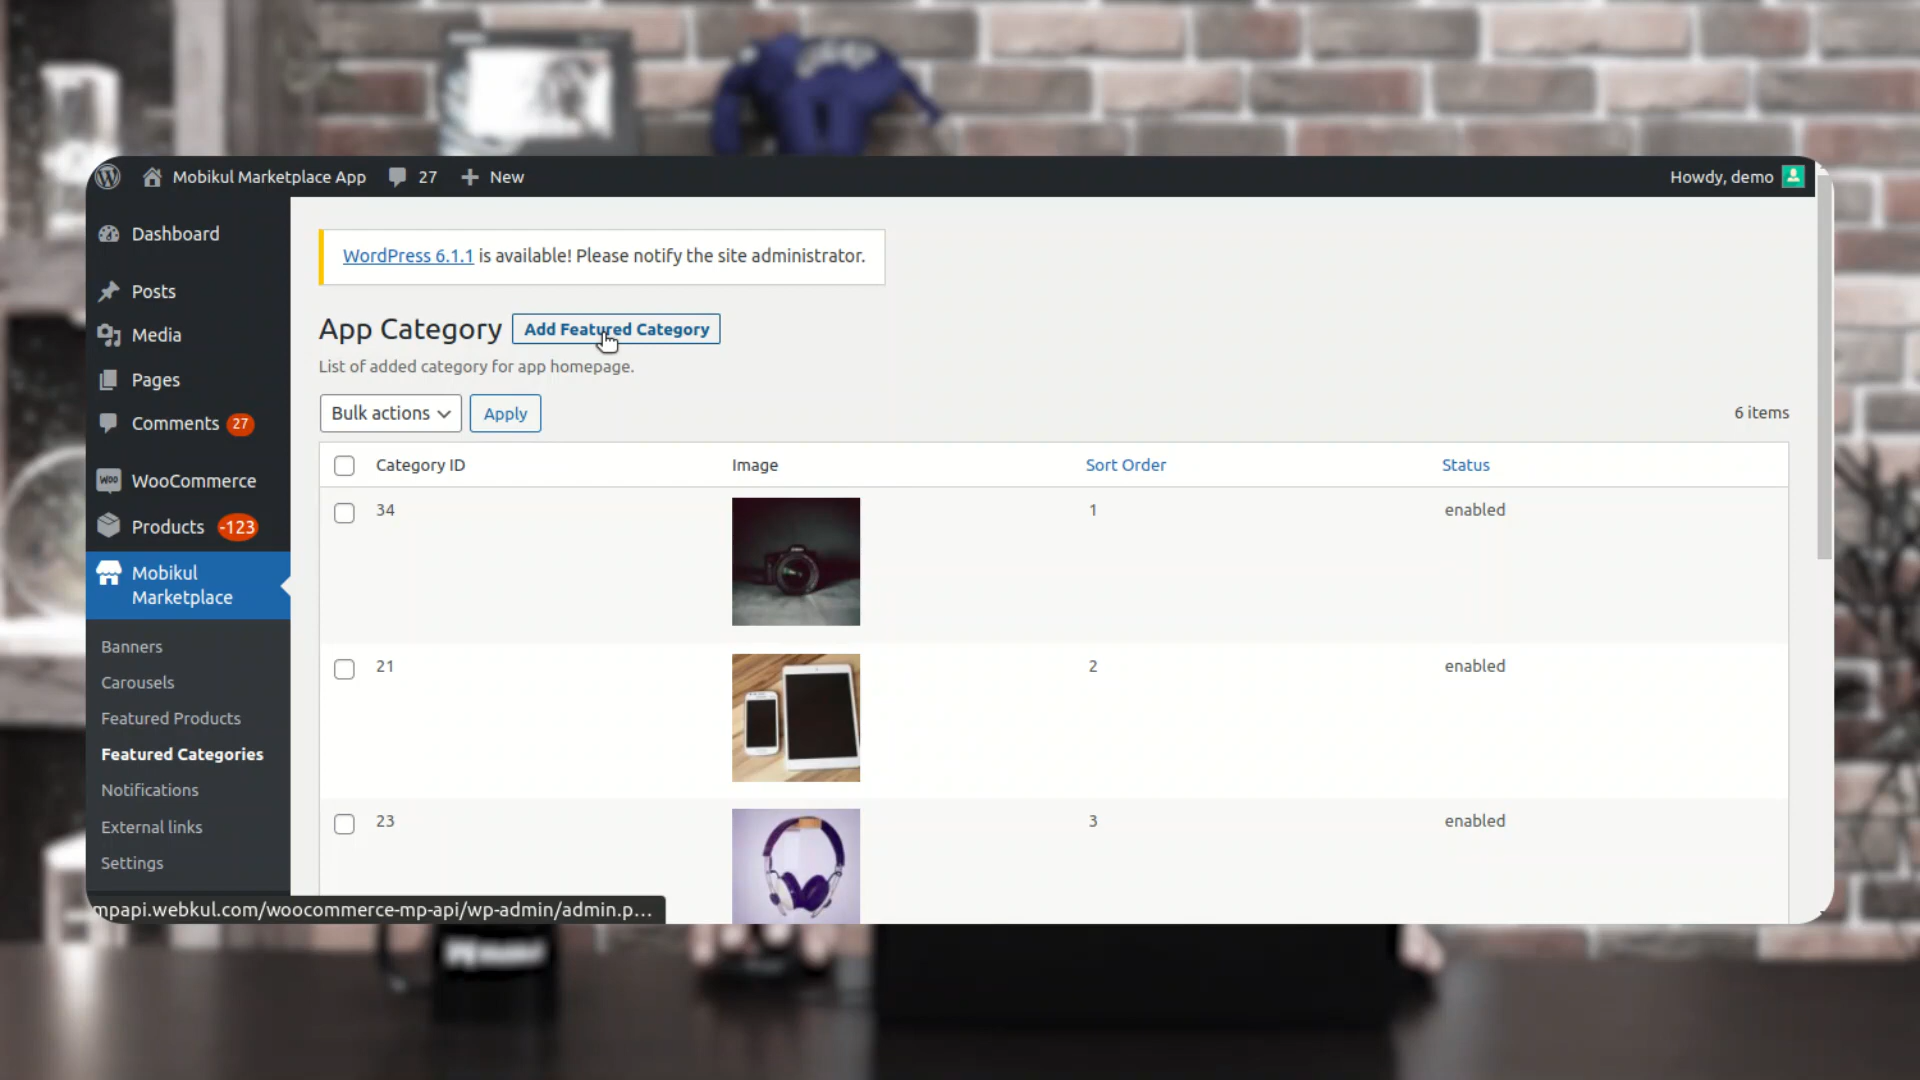 Mobikul Marketplace App 27 New Howdy, demo
Dashboard
Posts
Media
Pages
Comments 27
WooCommerce
Products -123
Mobikul
Marketplace
Banners
Carousels
Featured Products
Featured Categories
Notifications
External links
Settings
WordPress 6.1.1 is available! Please notify the site administrator.
App Category Add Featured Category
List of added category for app homepage.
Bulk actions Apply 6 items
Category ID Image Sort Order Status
34 1 enabled
21 2 enabled
23 3 enabled
mpapi.webkul.com/woocommerce-mp-api/wp-admin/admin.p...